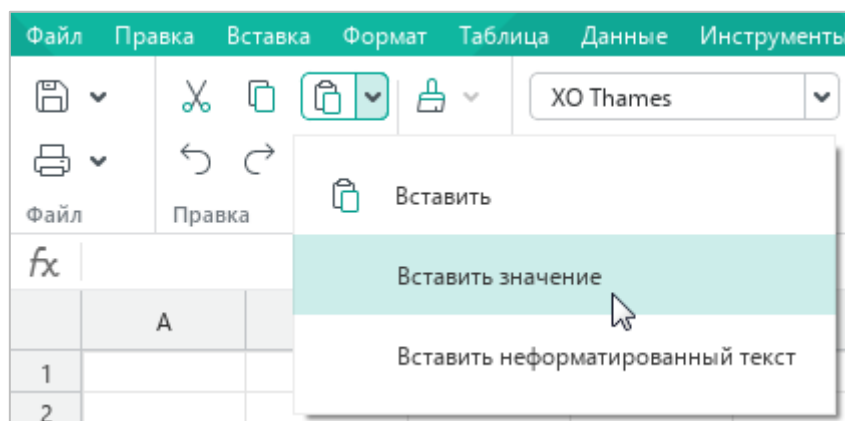 Файл Правка Вставка Формат Таблица Данные Инструменты
XO Thames
Файл Правка
Вставить
fx
Вставить значение
A
Вставить неформатированный текст
1
2